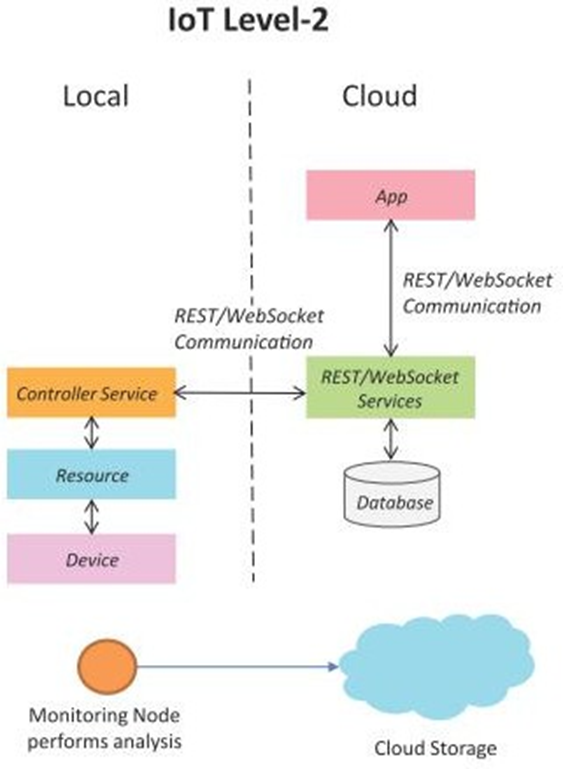 IoT Level-2
Local
Cloud
App
REST/WebSocket
Communication
REST/WebSocket
Communication
Controller Service
REST/WebSocket
Services
Resource
Database
Device
Monitoring Node
performs analysis
Cloud Storage